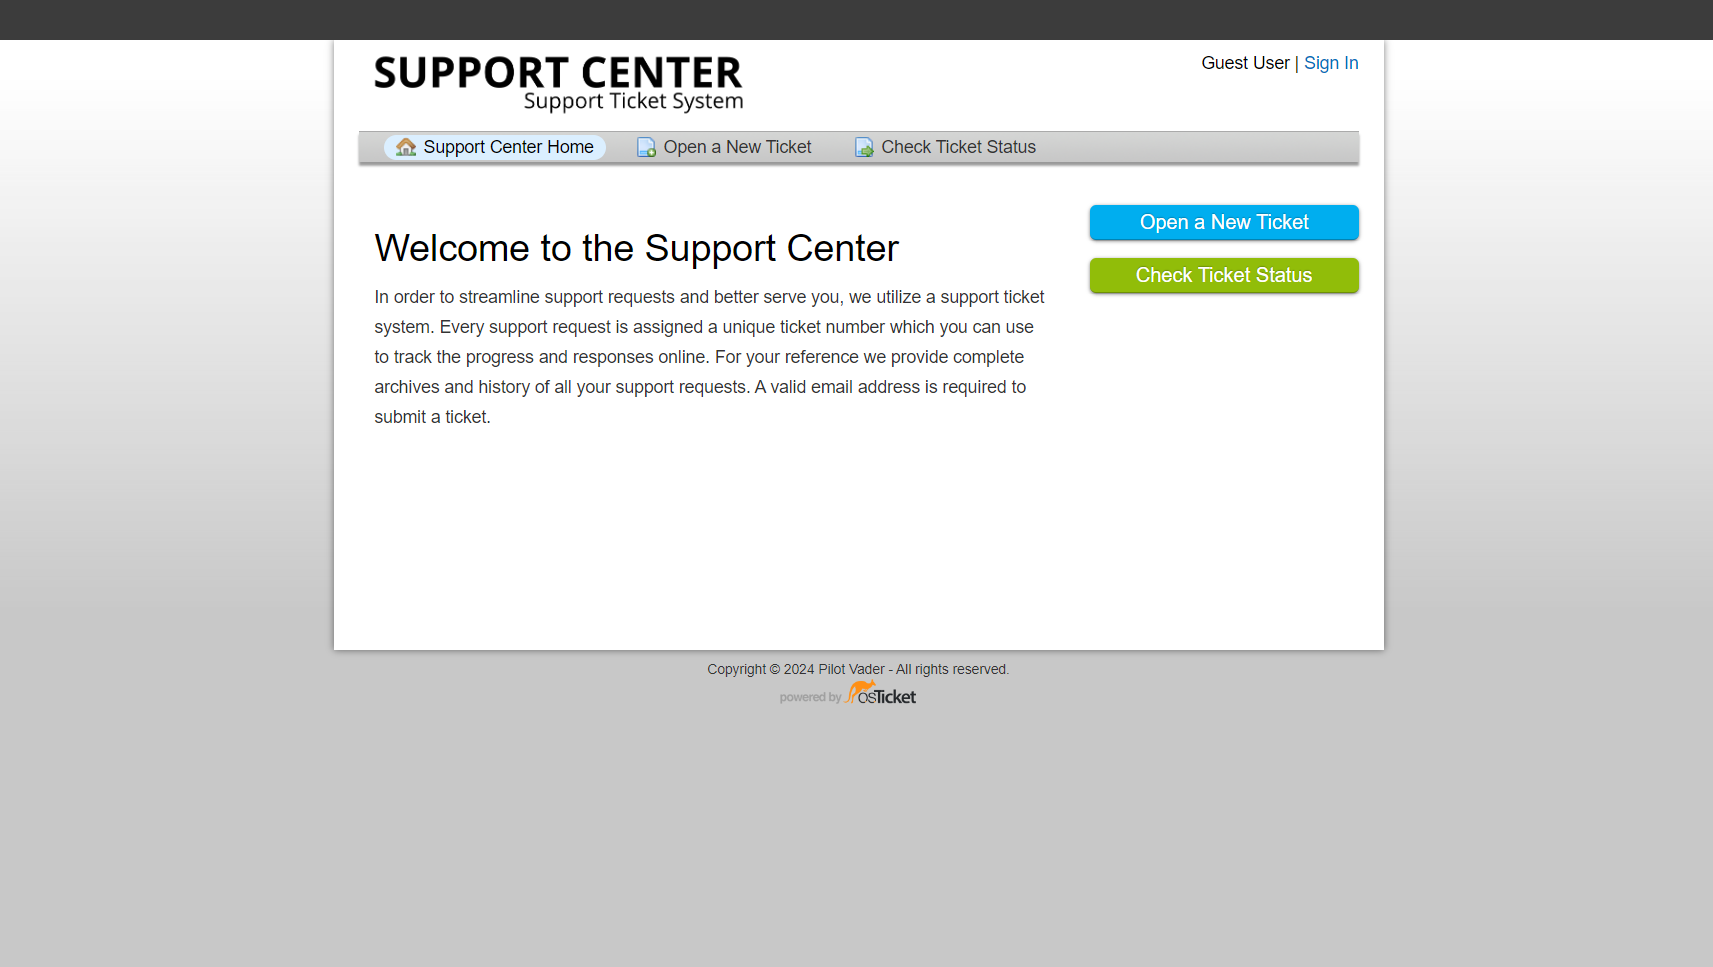 SUPPORT CENTER
Support Ticket System
Guest User | Sign In
Support Center Home
Open a New Ticket
Check Ticket Status
Open a New Ticket
Check Ticket Status
Welcome to the Support Center
In order to streamline support requests and better serve you, we utilize a support ticket
system. Every support request is assigned a unique ticket number which you can use
to track the progress and responses online. For your reference we provide complete
archives and history of all your support requests. A valid email address is required to
submit a ticket.
Copyright © 2024 Pilot Vader - All rights reserved.
powered by osTicket